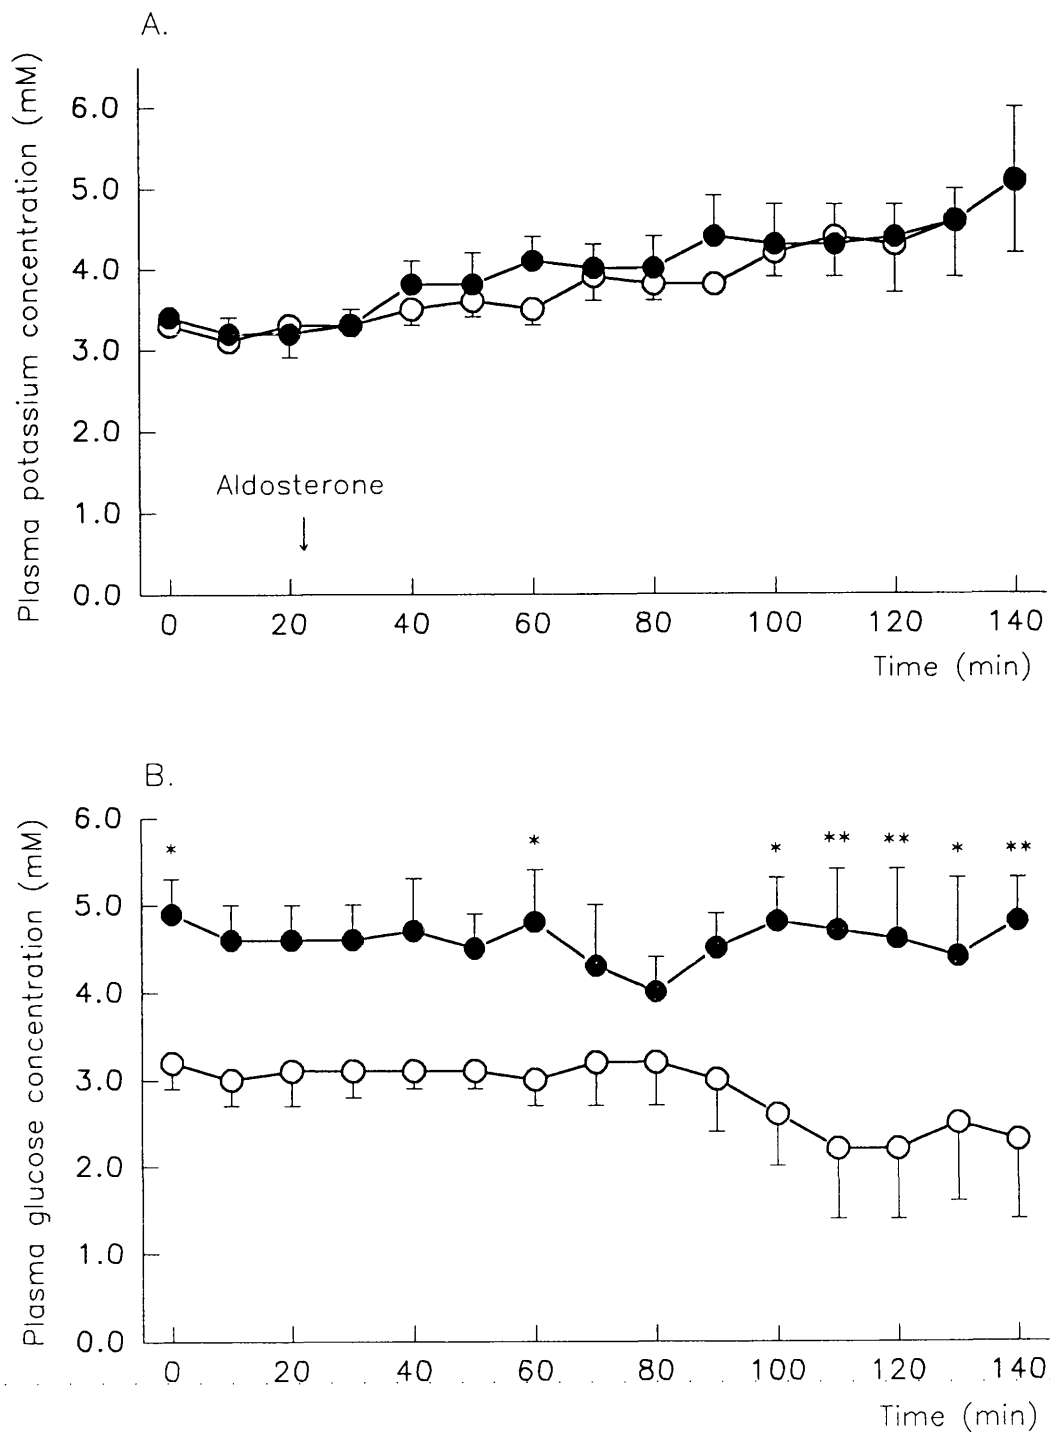 A.
Plasma potassium concentration (mM)
6.0
5.0
4.0
3.0
2.0
1.0
0.0
Aldosterone
0 20 40 60 80 100 120 140
Time (min)
B.
Plasma glucose concentration (mM)
6.0
5.0
4.0
3.0
2.0
1.0
0.0
* * * ** ** * **
0 20 40 60 80 100 120 140
Time (min)